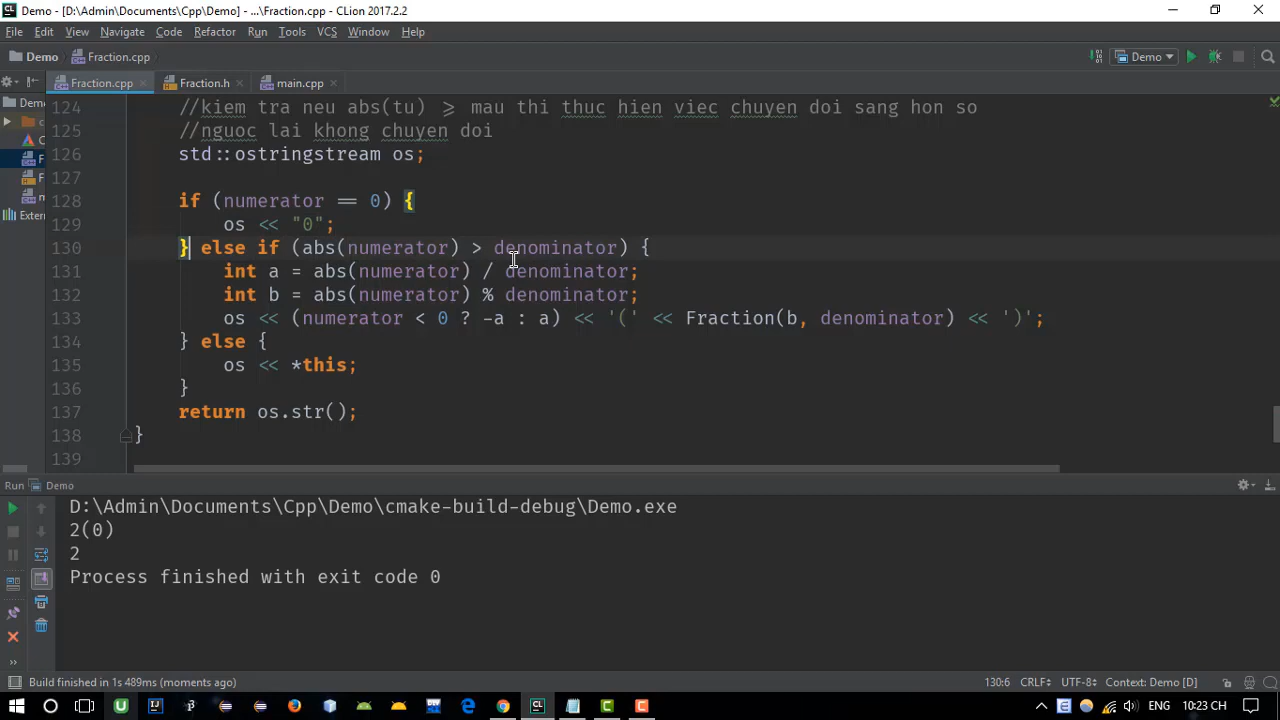 Demo - [D:\Admin\Documents\Cpp\Demo] - ...\Fraction.cpp - CLion 2017.2.2
File Edit View Navigate Code Refactor Run Tools VCS Window Help
Demo Fraction.cpp Demo
Fraction.cpp Fraction.h main.cpp
Demo
Exter
124 //kiem tra neu abs(tu) >= mau thi thuc hien viec chuyen doi sang hon so
125 //nguoc lai khong chuyen doi
126 std::ostringstream os;
127
128 if (numerator == 0) {
129 os << "0";
130 } else if (abs(numerator) > denominator) {
131 int a = abs(numerator) / denominator;
132 int b = abs(numerator) % denominator;
133 os << (numerator < 0 ? -a : a) << '(' << Fraction(b, denominator) << ')';
134 } else {
135 os << *this;
136 }
137 return os.str();
138 }
139
Run Demo
D:\Admin\Documents\Cpp\Demo\cmake-build-debug\Demo.exe
2(0)
2
Process finished with exit code 0
Build finished in 1s 489ms (moments ago) 130:6 CRLF÷ UTF-8÷ Context: Demo [D]
ENG 10:23 CH